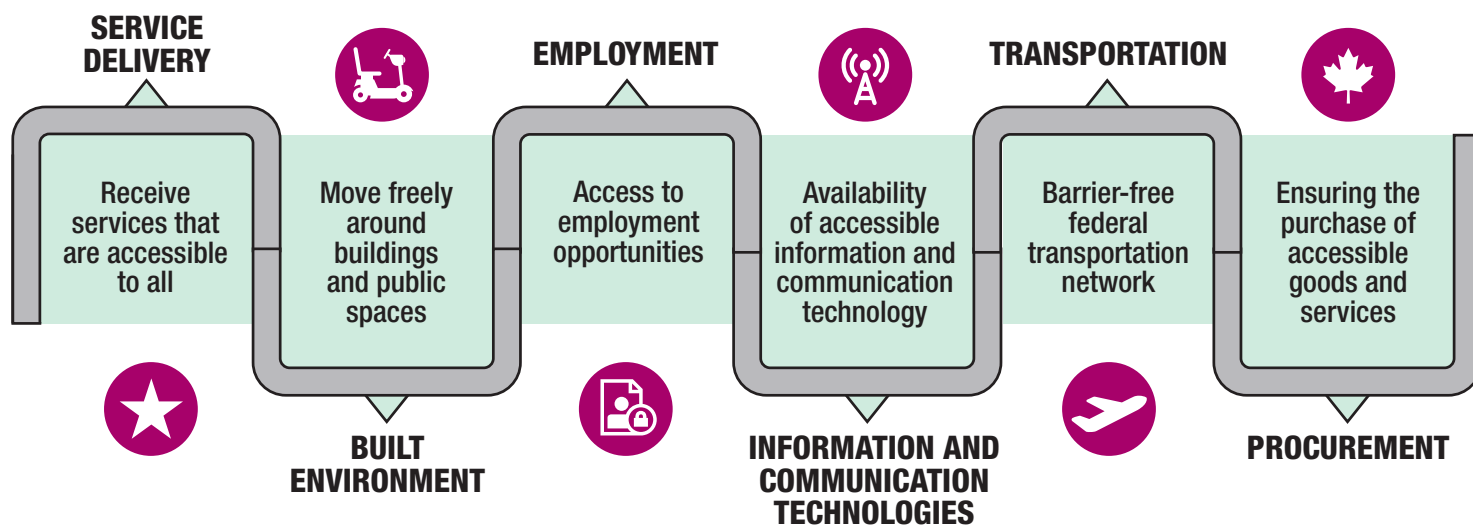 SERVICE
DELIVERY
Receive
services that
are accessible
to all
Move freely
around
buildings
and public
spaces
BUILT
ENVIRONMENT
EMPLOYMENT
Access to
employment
opportunities
Availability
of accessible
information and
communication
technology
INFORMATION AND
COMMUNICATION
TECHNOLOGIES
TRANSPORTATION
Barrier-free
federal
transportation
network
Ensuring the
purchase of
accessible
goods and
services
PROCUREMENT